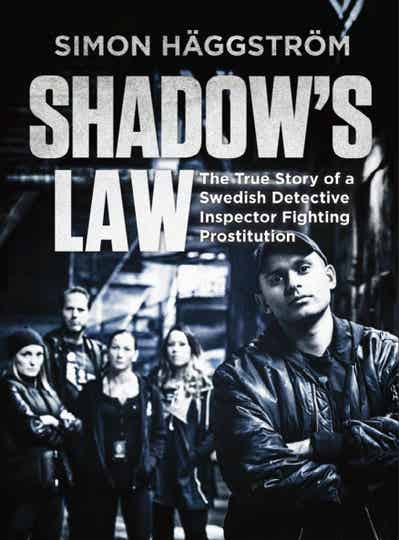 SIMON HÄGGSTRÖM
SHADOW'S
LAW
The True Story of a
Swedish Detective
Inspector Fighting
Prostitution